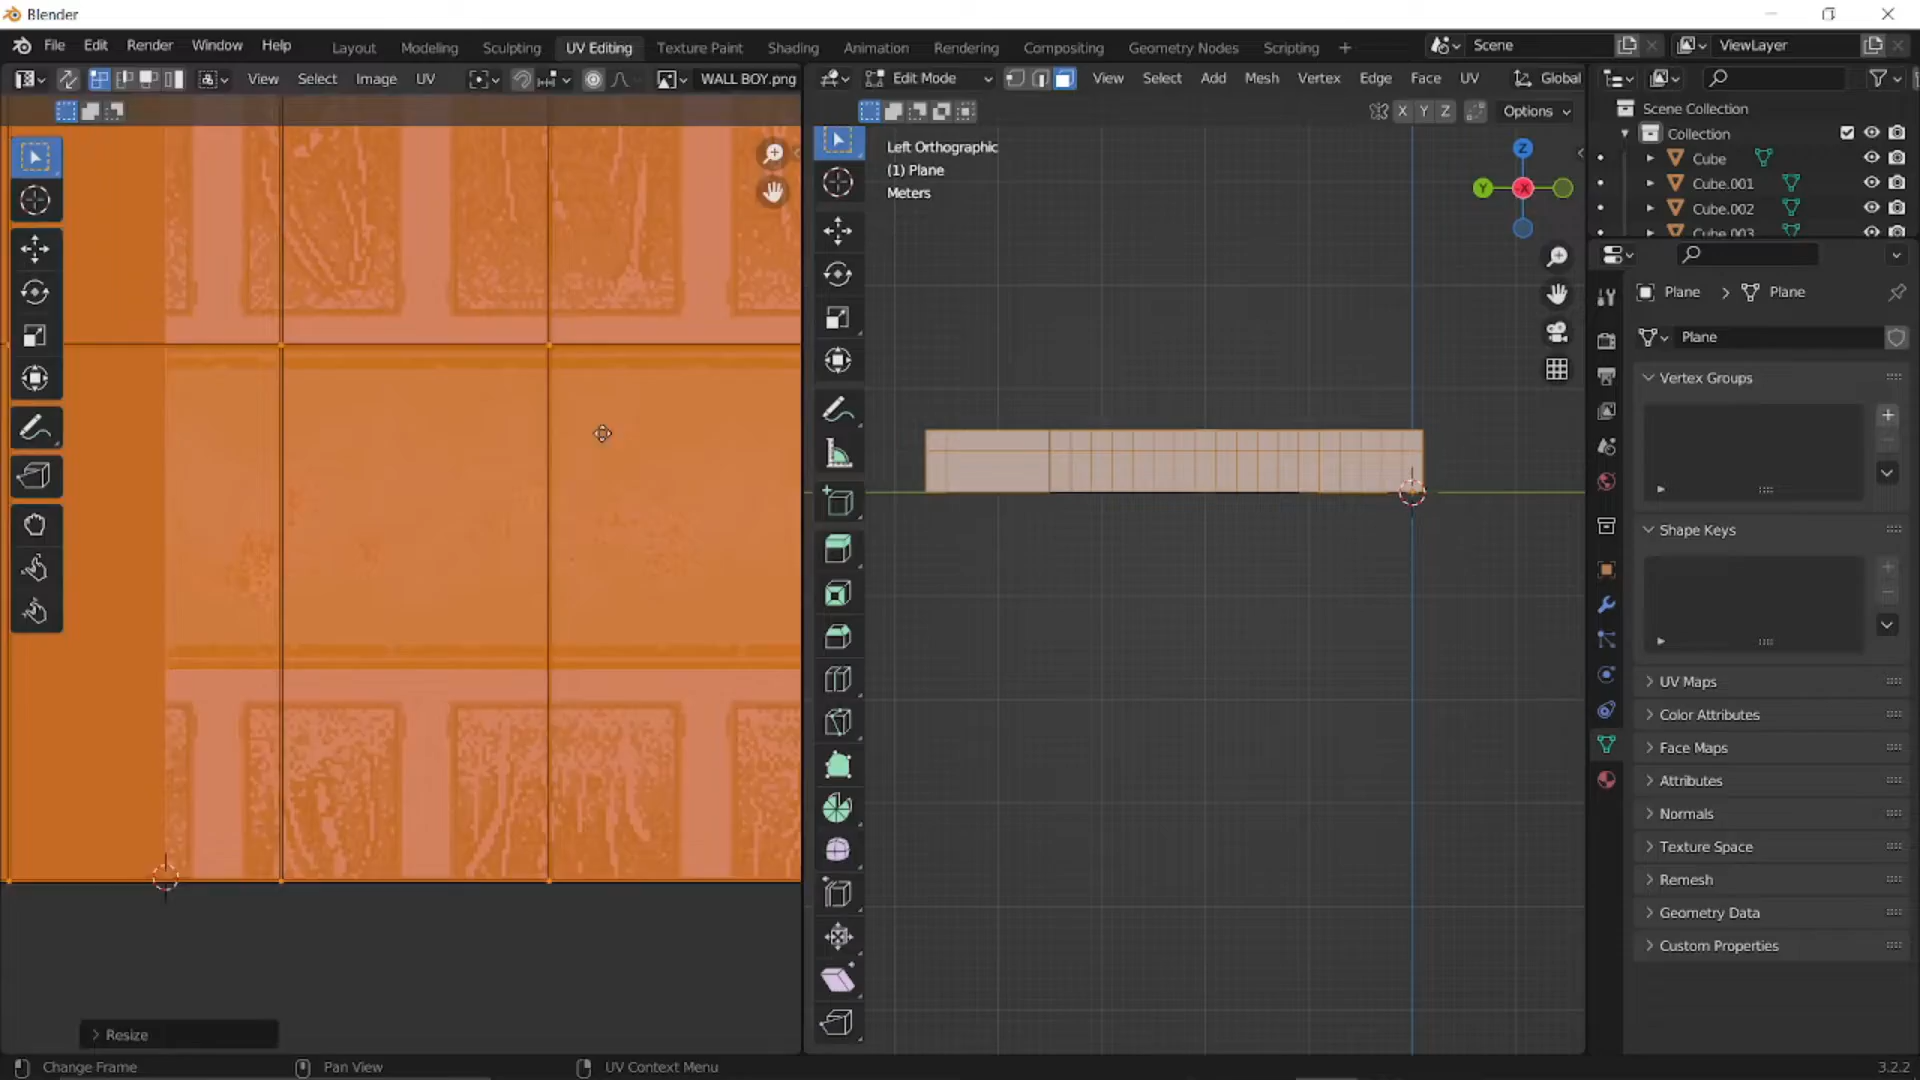 Blender
File Edit Render Window Help
Layout Modeling Sculpting UV Editing Texture Paint Shading Animation Rendering Compositing Geometry Nodes Scripting +
Scene
ViewLayer
View Select Image UV
WALL BOY.png
Edit Mode
View Select Add Mesh Vertex Edge Face UV
Global
X Y Z
Options
Left Orthographic
(1) Plane
Meters
Z
Y
X
Scene Collection
Collection
Cube
Cube.001
Cube.002
Cube.003
Plane > Plane
Plane
Vertex Groups
Shape Keys
UV Maps
Color Attributes
Face Maps
Attributes
Normals
Texture Space
Remesh
Geometry Data
Custom Properties
Resize
Change Frame
Pan View
UV Context Menu
3.2.2